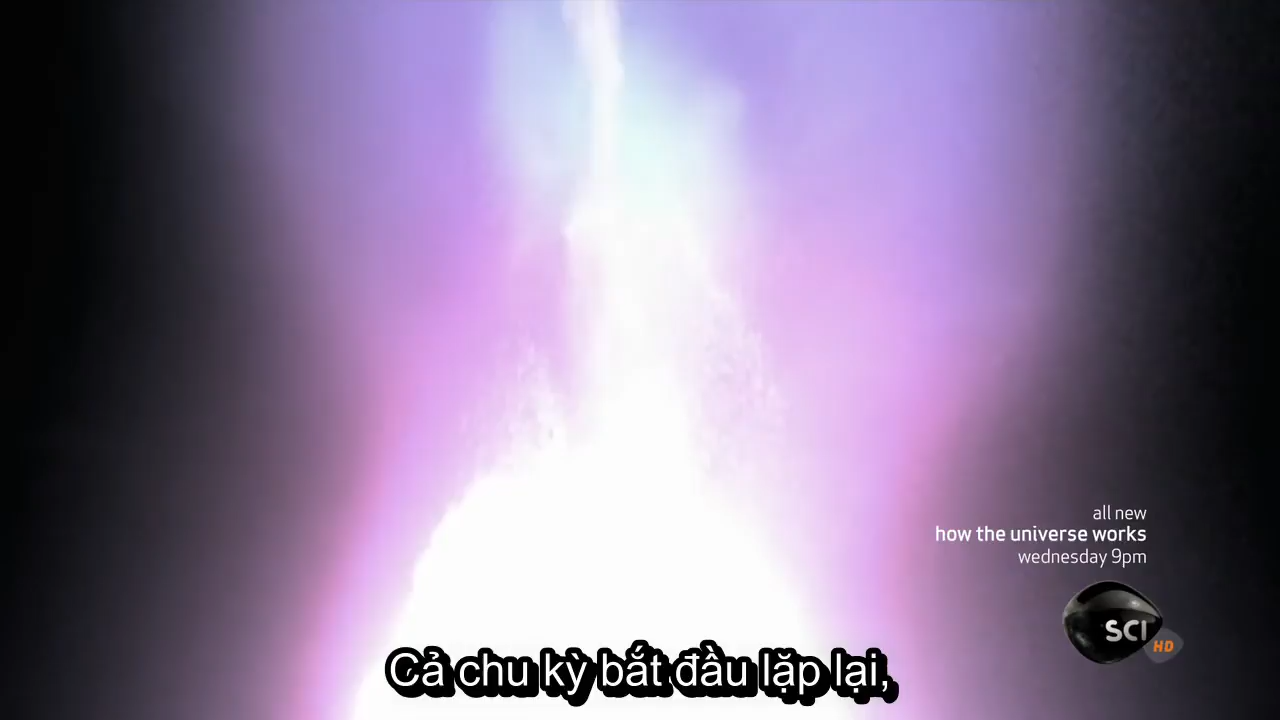 all new
how the universe works
wednesday 9pm
SCI
HD
Cả chu kỳ bắt đầu lặp lại,